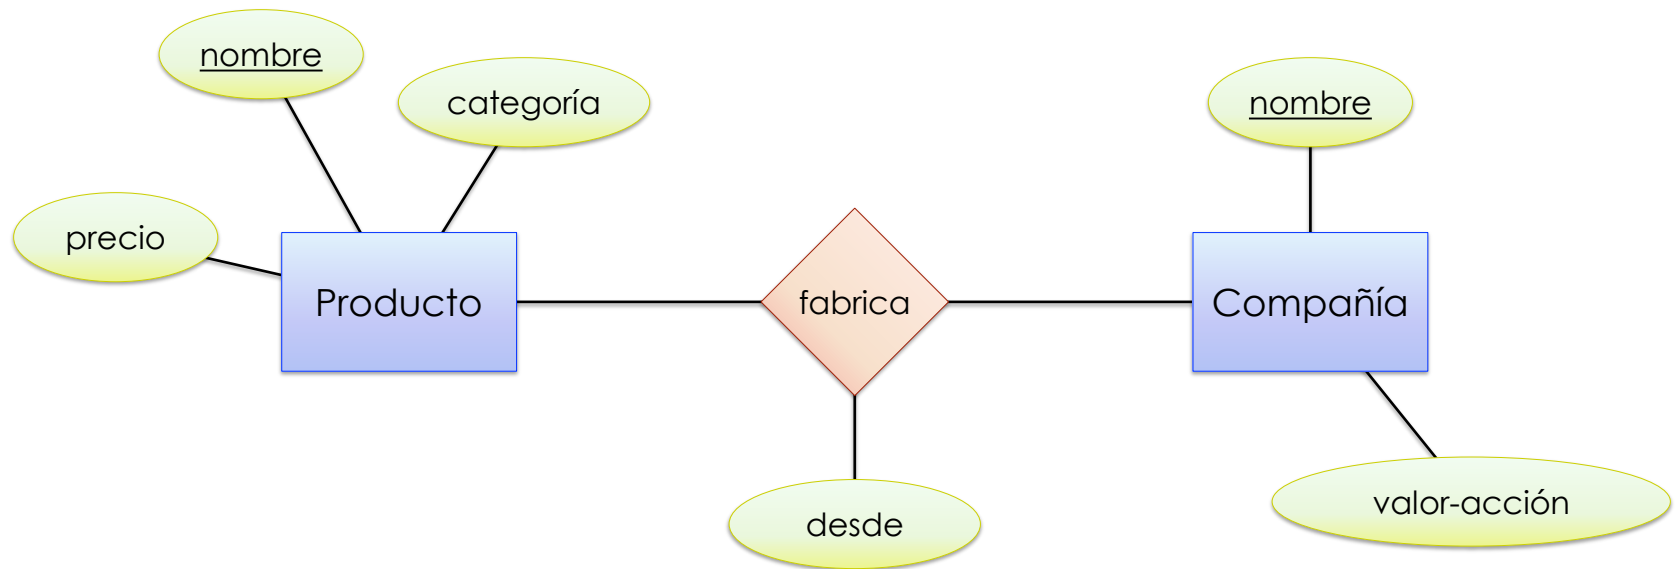 nombre
categoría
nombre
precio
Producto
fabrica
Compañía
desde
valor-acción